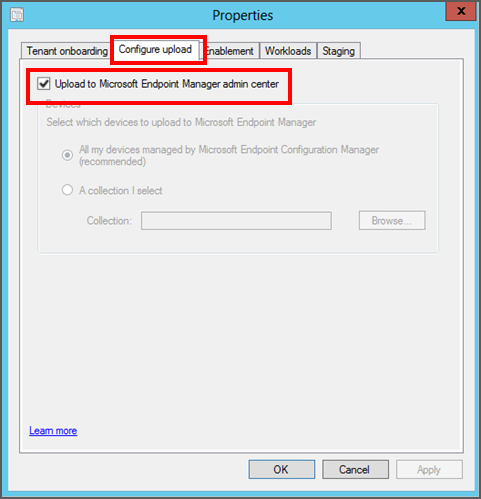 Properties
x
Tenant onboarding Configure upload Enablement Workloads Staging
Upload to Microsoft Endpoint Manager admin center
Devices
Select which devices to upload to Microsoft Endpoint Manager
All my devices managed by Microsoft Endpoint Configuration Manager
(recommended)
A collection I select
Collection: Browse...
Learn more
OK Cancel Apply